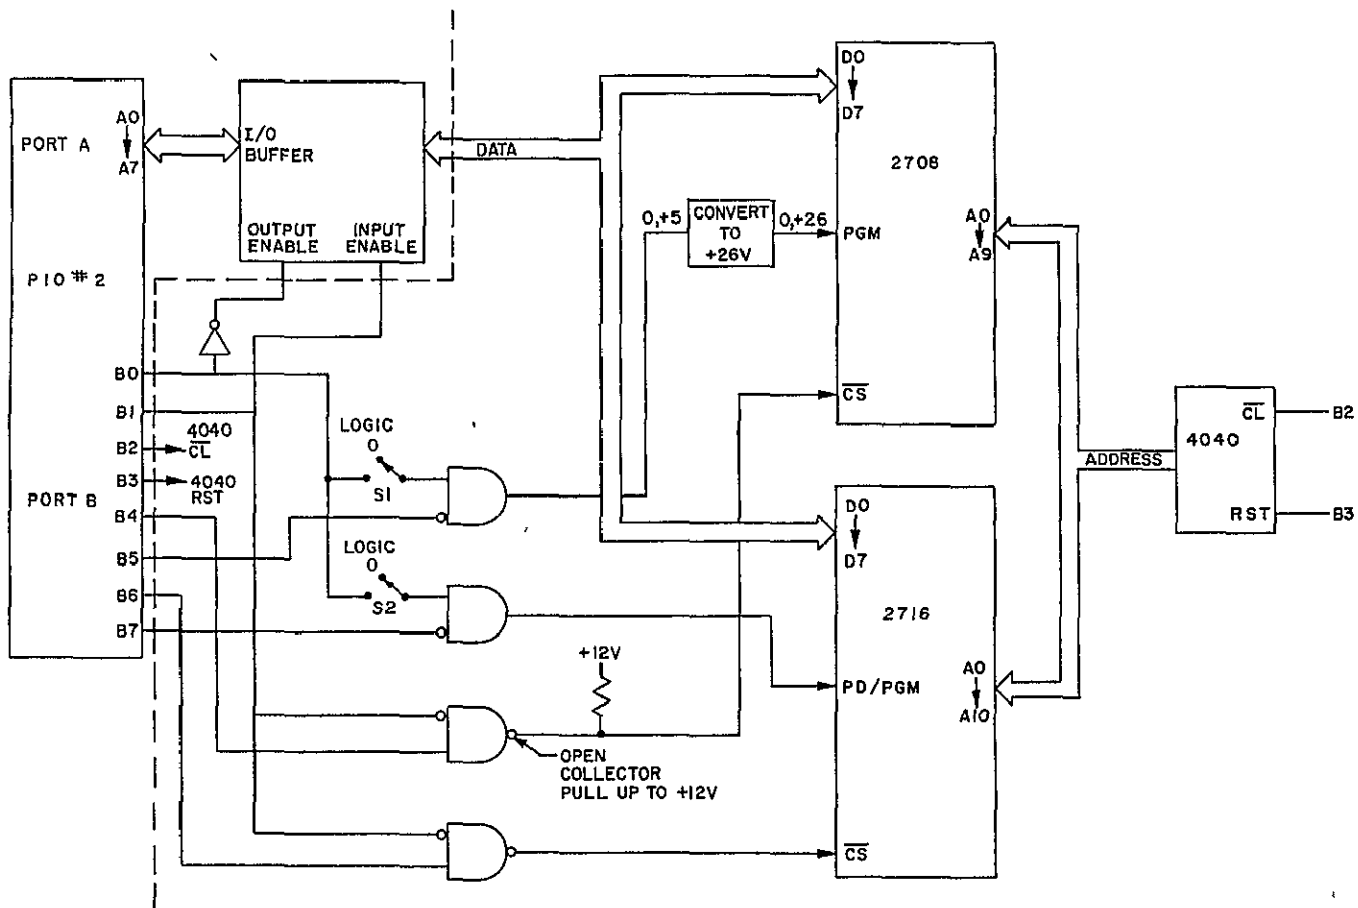 PORT A
A0
A7
I/O
BUFFER
OUTPUT
ENABLE
INPUT
ENABLE
PIO #2
DATA
D0
D7
2708
0,+5
CONVERT
TO
+26V
0,+26
PGM
A0
A9
CS
B0
B1
B2
4040
CL
B3
4040
RST
PORT B
B4
B5
B6
B7
LOGIC
0
S1
LOGIC
0
S2
ADDRESS
4040
CL
B2
RST
B3
D0
D7
2716
PD/PGM
A0
A10
CS
+12V
OPEN
COLLECTOR
PULL UP TO +12V